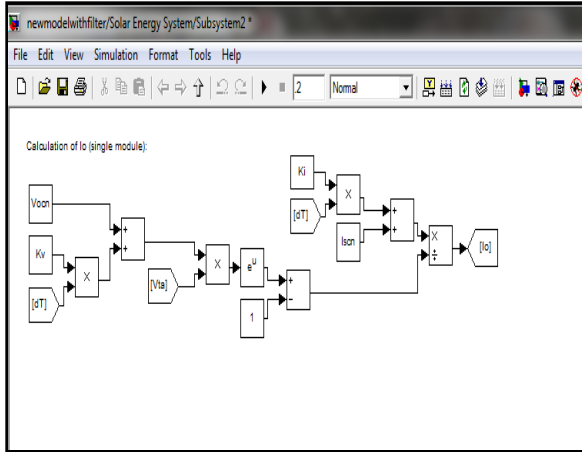 newmodelwithfilter/Solar Energy System/Subsystem2 *
File Edit View Simulation Format Tools Help
.2 Normal
Calculation of Io (single module):
Vocn
Kv
[dT]
+
+
X
[Vta]
X
e^u
1
+
−
Ki
[dT]
X
Iscn
+
+
X
÷
[Io]